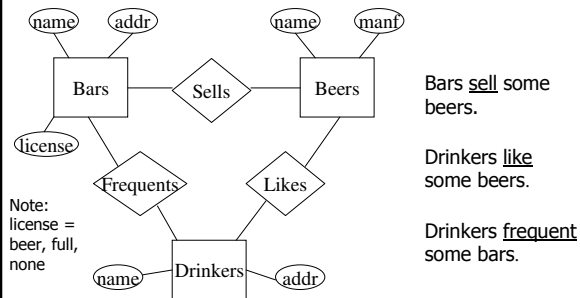 name
addr
name
manf
Bars
Sells
Beers
license
Frequents
Likes
name
Drinkers
addr
Note:
license =
beer, full,
none
Bars sell some
beers.
Drinkers like
some beers.
Drinkers frequent
some bars.